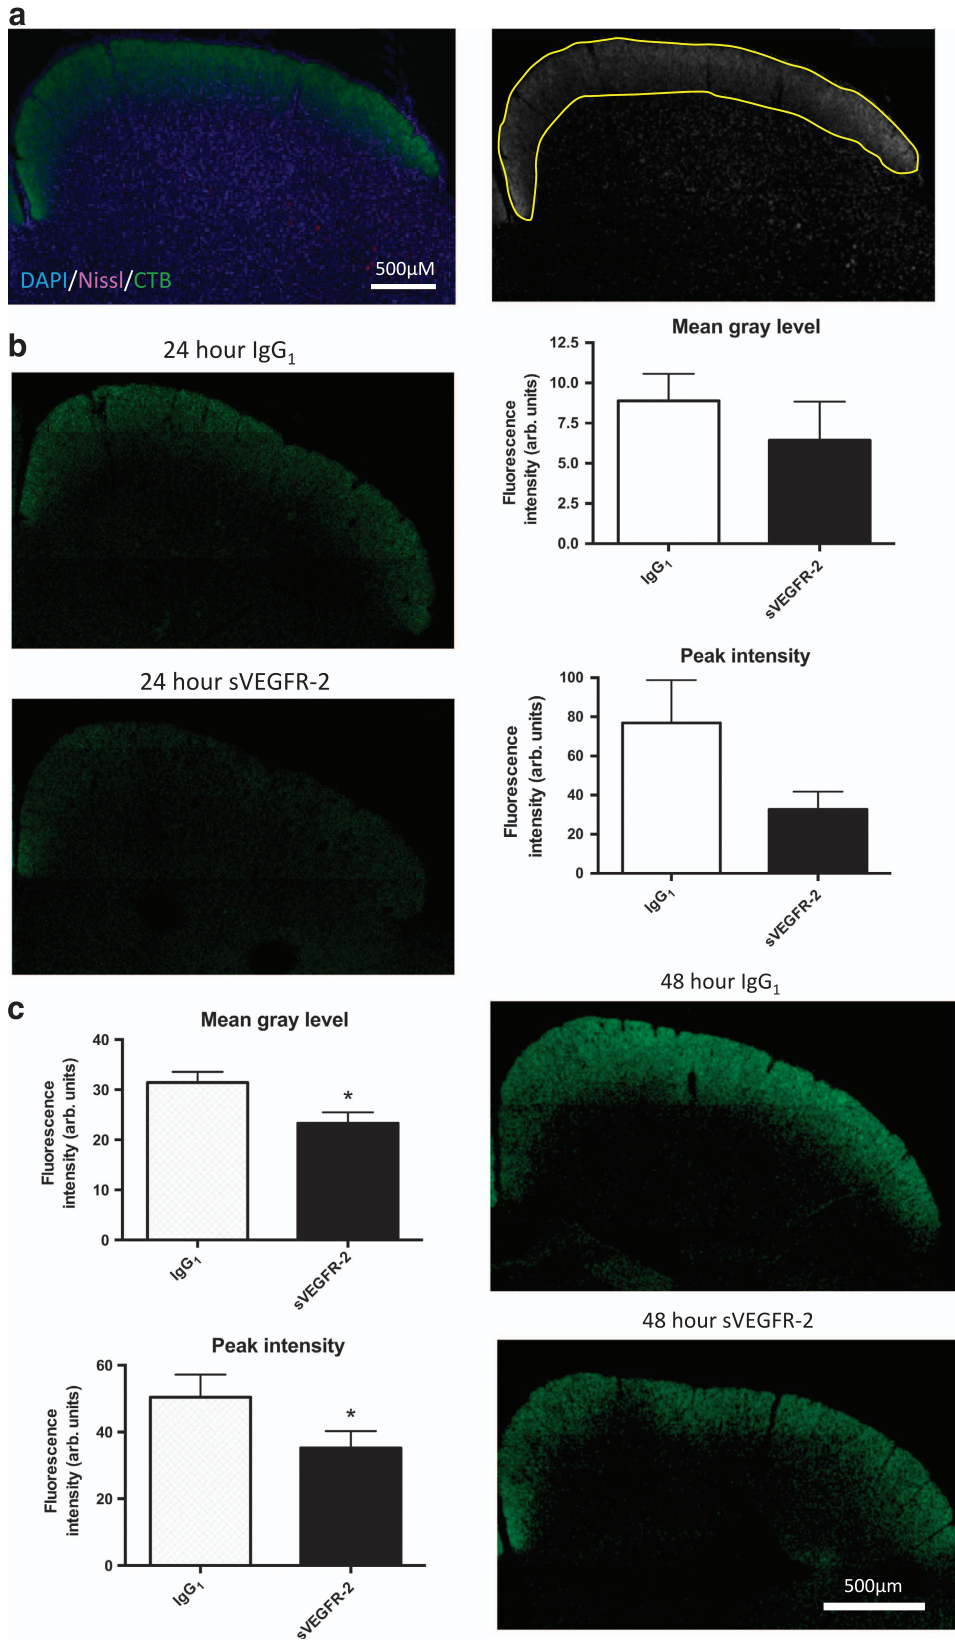 a
DAPI/Nissl/CTB
500µM
b
24 hour IgG1
24 hour sVEGFR-2
Mean gray level
Fluorescence
intensity (arb. units)
12.5
10.0
7.5
5.0
2.5
0.0
IgG1
sVEGFR-2
Peak intensity
Fluorescence
intensity (arb. units)
100
80
60
40
20
0
IgG1
sVEGFR-2
c
Mean gray level
Fluorescence
intensity (arb. units)
40
30
20
10
0
*
IgG1
sVEGFR-2
Peak intensity
Fluorescence
intensity (arb. units)
60
40
20
0
*
IgG1
sVEGFR-2
48 hour IgG1
48 hour sVEGFR-2
500µm